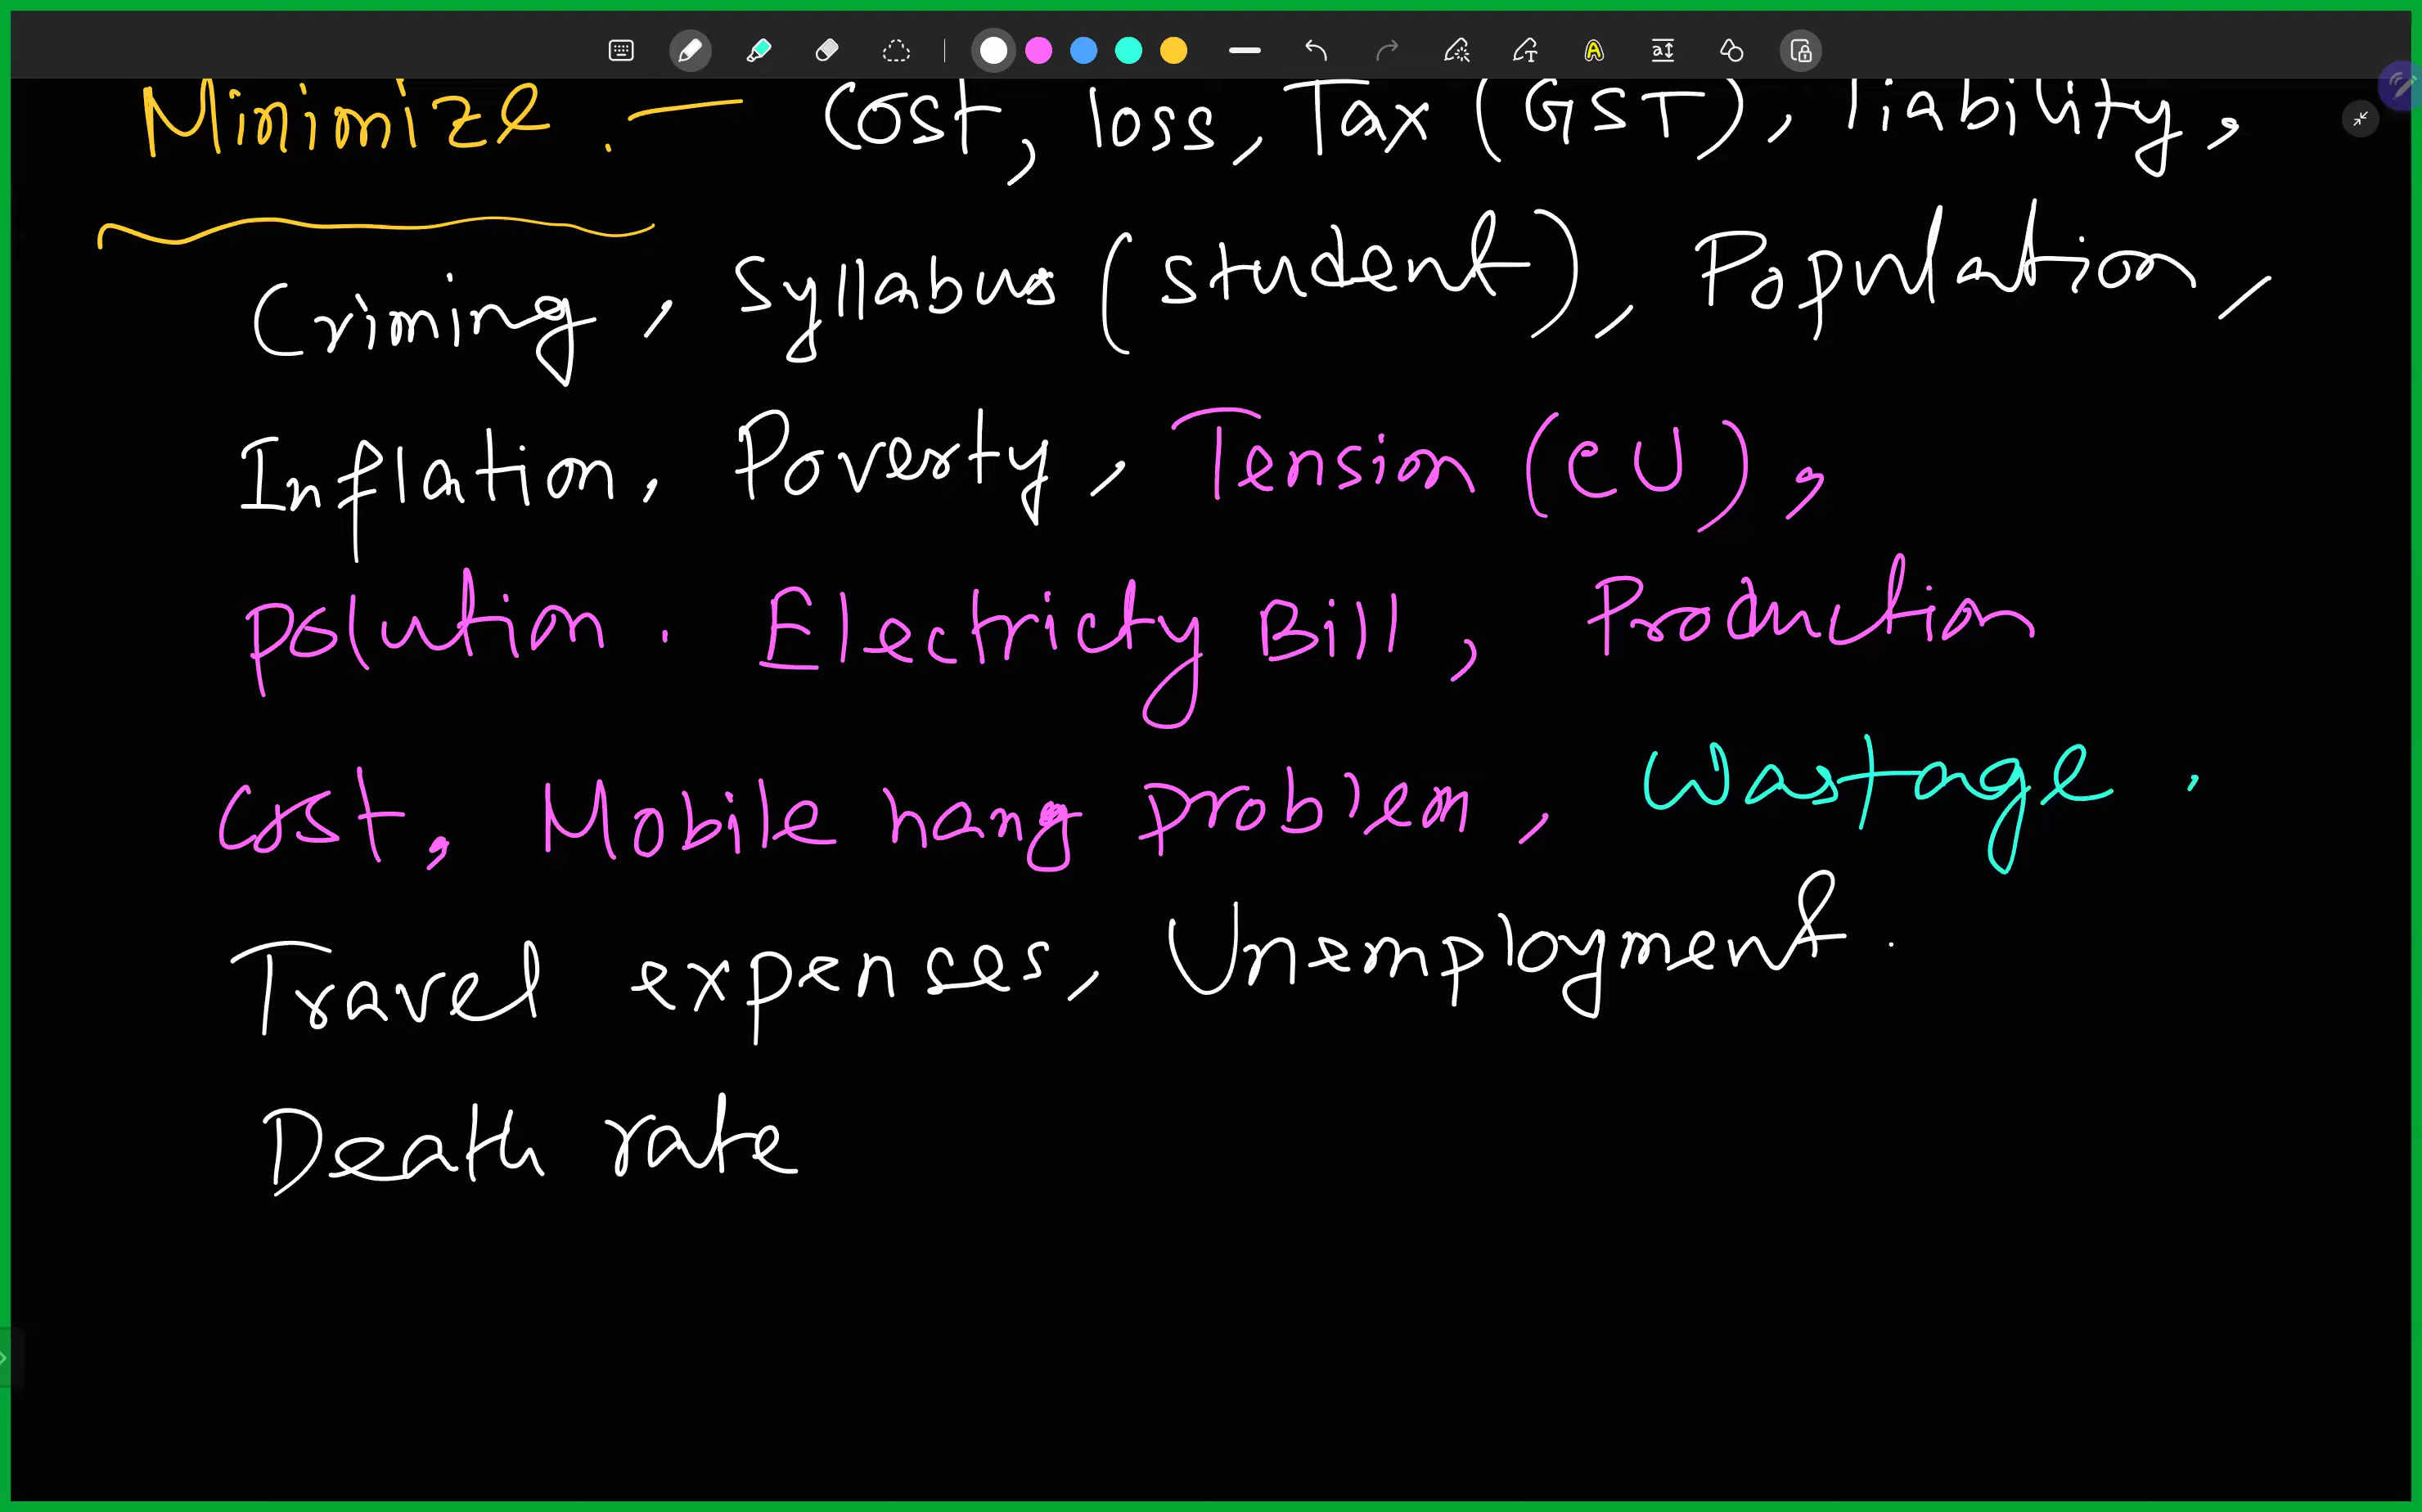 Minimize. — Cost, loss, Tax (GST), liability,
Criming, Syllabus (student), Population,
Inflation, Poverty, Tension (CU),
Polution. Electricty Bill, Production
Cost, Mobile hang problem, Wastage.
Travel expenses, Unemployment.
Death rate